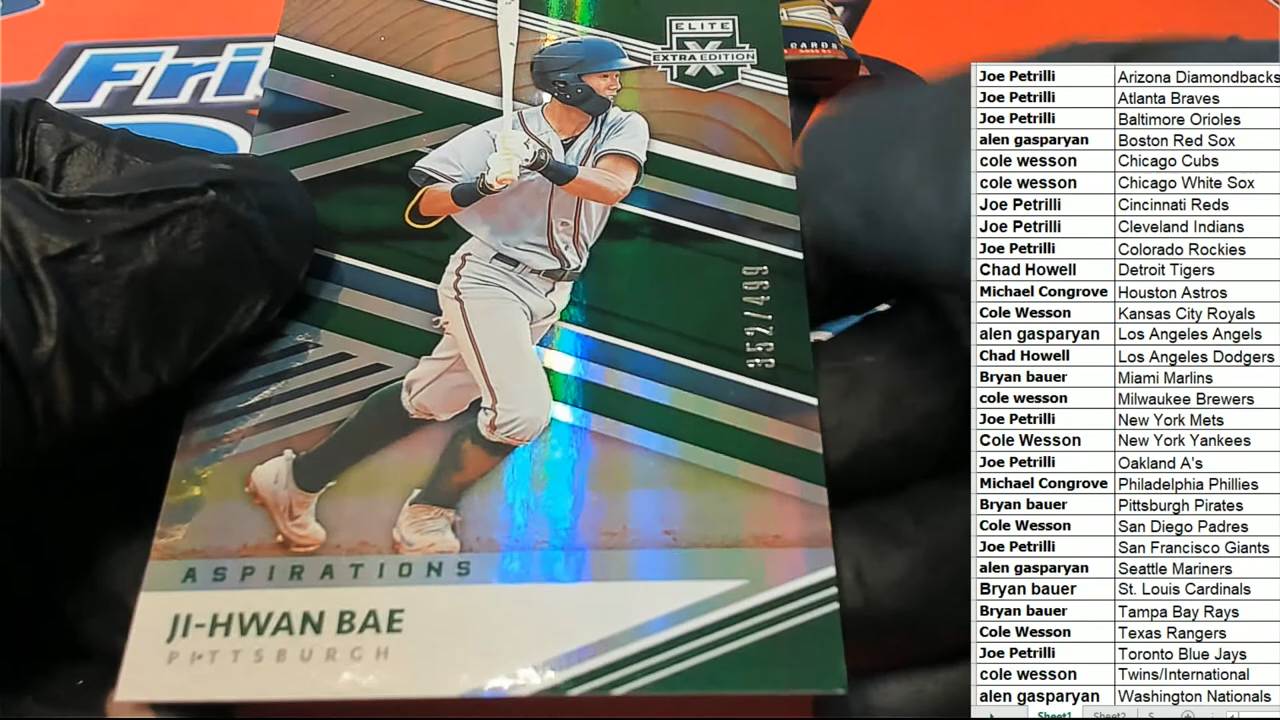 Fri
ELITE
X
EXTRA EDITION
CARDS
352/499
ASPIRATIONS
JI-HWAN BAE
PITTSBURGH
Joe Petrilli Arizona Diamondbacks
Joe Petrilli Atlanta Braves
Joe Petrilli Baltimore Orioles
alen gasparyan Boston Red Sox
cole wesson Chicago Cubs
cole wesson Chicago White Sox
Joe Petrilli Cincinnati Reds
Joe Petrilli Cleveland Indians
Joe Petrilli Colorado Rockies
Chad Howell Detroit Tigers
Michael Congrove Houston Astros
Cole Wesson Kansas City Royals
alen gasparyan Los Angeles Angels
Chad Howell Los Angeles Dodgers
Bryan bauer Miami Marlins
cole wesson Milwaukee Brewers
Joe Petrilli New York Mets
Cole Wesson New York Yankees
Joe Petrilli Oakland A's
Michael Congrove Philadelphia Phillies
Bryan bauer Pittsburgh Pirates
Cole Wesson San Diego Padres
Joe Petrilli San Francisco Giants
alen gasparyan Seattle Mariners
Bryan bauer St. Louis Cardinals
Bryan bauer Tampa Bay Rays
Cole Wesson Texas Rangers
Joe Petrilli Toronto Blue Jays
cole wesson Twins/International
alen gasparyan Washington Nationals
Sheet1 Sheet2 S